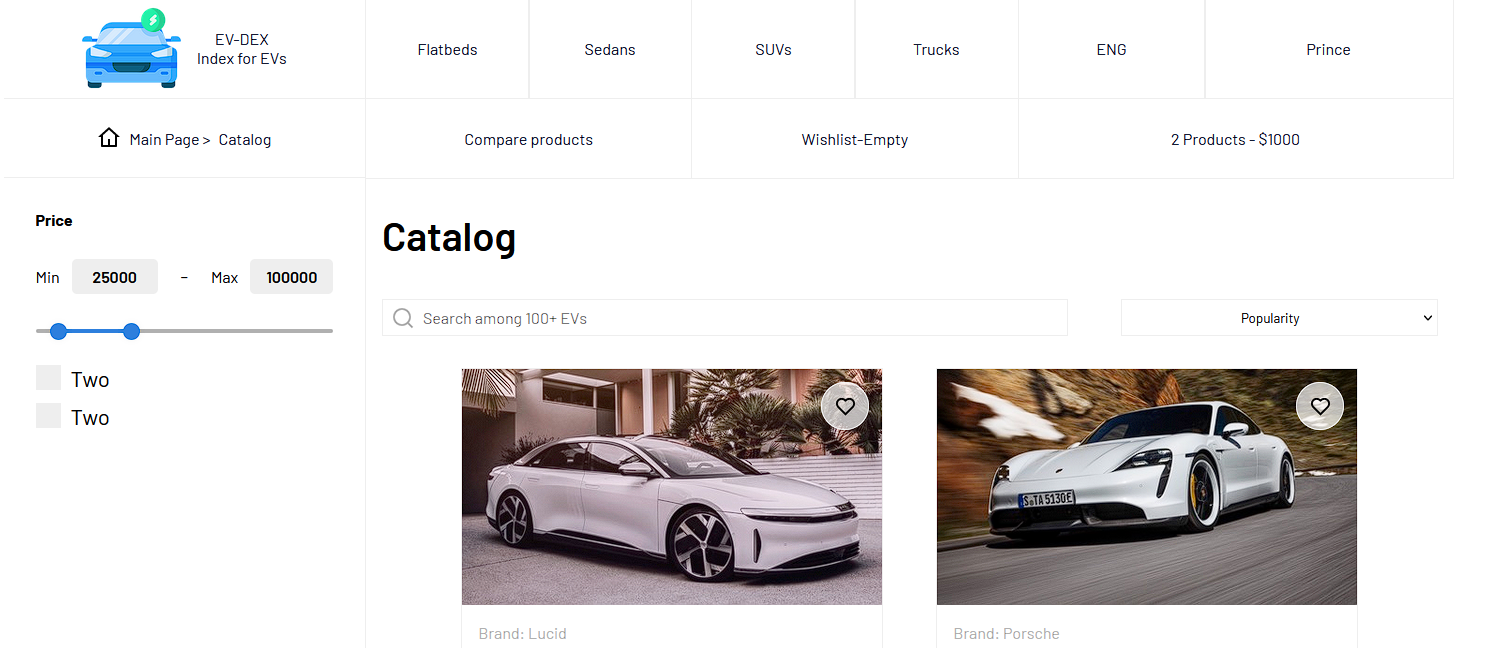 EV-DEX
Index for EVs
Flatbeds
Sedans
SUVs
Trucks
ENG
Prince
Main Page > Catalog
Compare products
Wishlist-Empty
2 Products - $1000
Price
Min 25000 - Max 100000
Two
Two
Catalog
Search among 100+ EVs
Popularity
S TA 5130E
Brand: Lucid
Brand: Porsche